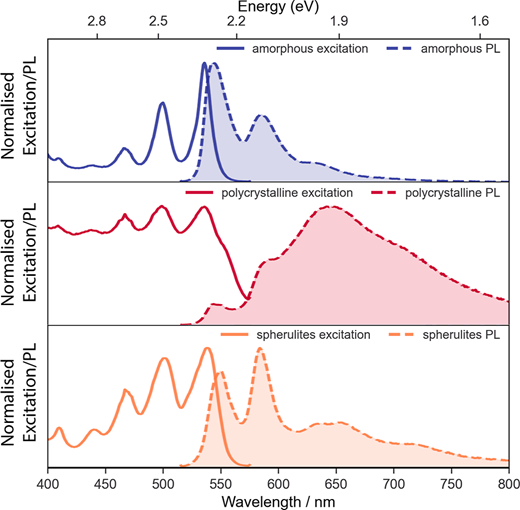 Energy (eV)
2.8 2.5 2.2 1.9 1.6
Normalised
Excitation/PL
amorphous excitation amorphous PL
Normalised
Excitation/PL
polycrystalline excitation polycrystalline PL
Normalised
Excitation/PL
spherulites excitation spherulites PL
400 450 500 550 600 650 700 750 800
Wavelength / nm